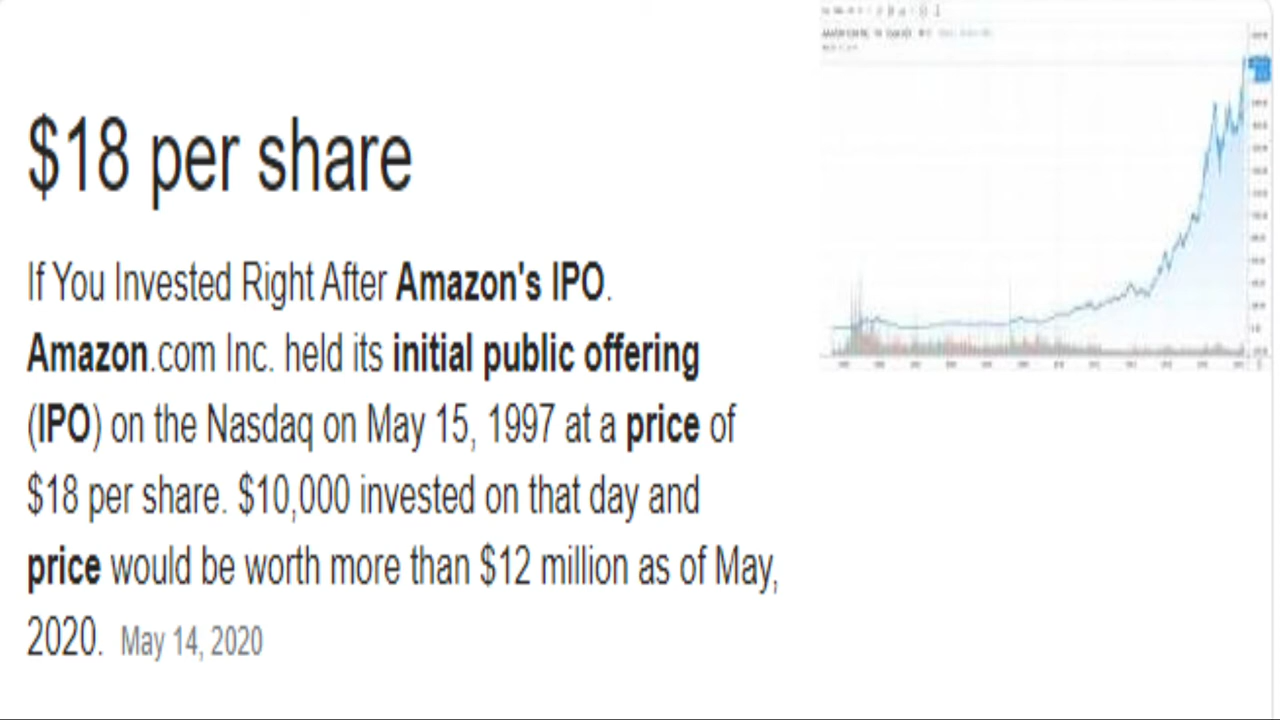 $18 per share
If You Invested Right After Amazon's IPO.
Amazon.com Inc. held its initial public offering
(IPO) on the Nasdaq on May 15, 1997 at a price of
$18 per share. $10,000 invested on that day and
price would be worth more than $12 million as of May,
2020. May 14, 2020